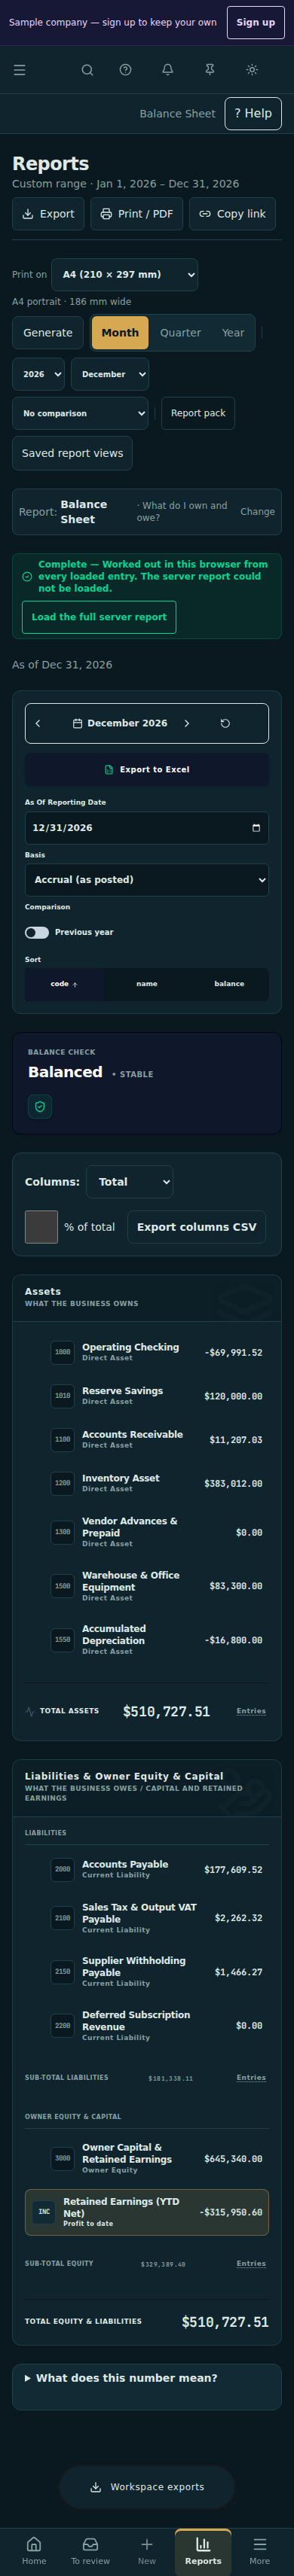 Sample company — sign up to keep your own
Sign up
Balance Sheet
? Help
Reports
Custom range · Jan 1, 2026 – Dec 31, 2026
Export
Print / PDF
Copy link
Print on
A4 (210 × 297 mm)
A4 portrait · 186 mm wide
Generate
Month
Quarter
Year
2026
December
No comparison
Report pack
Saved report views
Report:
Balance
Sheet
· What do I own and
owe?
Change
Complete — Worked out in this browser from
every loaded entry. The server report could
not be loaded.
Load the full server report
As of Dec 31, 2026
December 2026
Export to Excel
As Of Reporting Date
12/31/2026
Basis
Accrual (as posted)
Comparison
Previous year
Sort
code ↑
name
balance
BALANCE CHECK
Balanced
• STABLE
Columns:
Total
% of total
Export columns CSV
Assets
WHAT THE BUSINESS OWNS
1000
Operating Checking
Direct Asset
-$69,991.52
1010
Reserve Savings
Direct Asset
$120,000.00
1100
Accounts Receivable
Direct Asset
$11,207.03
1200
Inventory Asset
Direct Asset
$383,012.00
1300
Vendor Advances &
Prepaid
Direct Asset
$0.00
1500
Warehouse & Office
Equipment
Direct Asset
$83,300.00
1550
Accumulated
Depreciation
Direct Asset
-$16,800.00
TOTAL ASSETS
$510,727.51
Entries
Liabilities & Owner Equity & Capital
WHAT THE BUSINESS OWES / CAPITAL AND RETAINED
EARNINGS
LIABILITIES
2000
Accounts Payable
Current Liability
$177,609.52
2100
Sales Tax & Output VAT
Payable
Current Liability
$2,262.32
2150
Supplier Withholding
Payable
Current Liability
$1,466.27
2200
Deferred Subscription
Revenue
Current Liability
$0.00
SUB-TOTAL LIABILITIES
$181,338.11
Entries
OWNER EQUITY & CAPITAL
3000
Owner Capital &
Retained Earnings
Owner Equity
$645,340.00
INC
Retained Earnings (YTD
Net)
Profit to date
-$315,950.60
SUB-TOTAL EQUITY
$329,389.40
Entries
TOTAL EQUITY & LIABILITIES
$510,727.51
What does this number mean?
Workspace exports
Home
To review
New
Reports
More